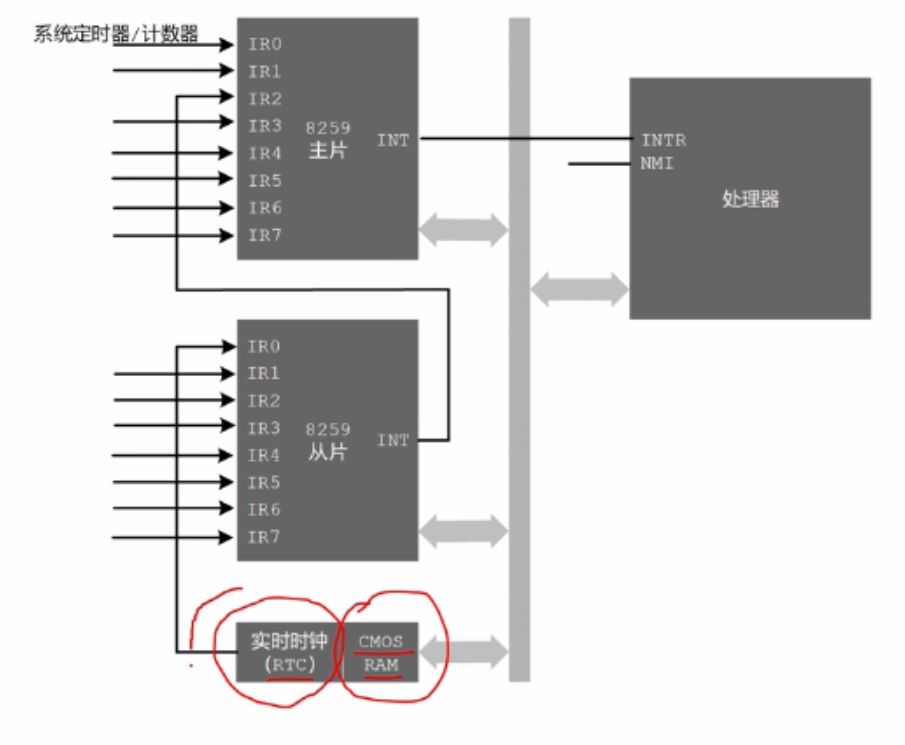 系统定时器/计数器
IR0
IR1
IR2
IR3
IR4
IR5
IR6
IR7
8259
主片
INT
INTR
NMI
处理器
IR0
IR1
IR2
IR3
IR4
IR5
IR6
IR7
8259
从片
INT
实时时钟
(RTC)
CMOS
RAM